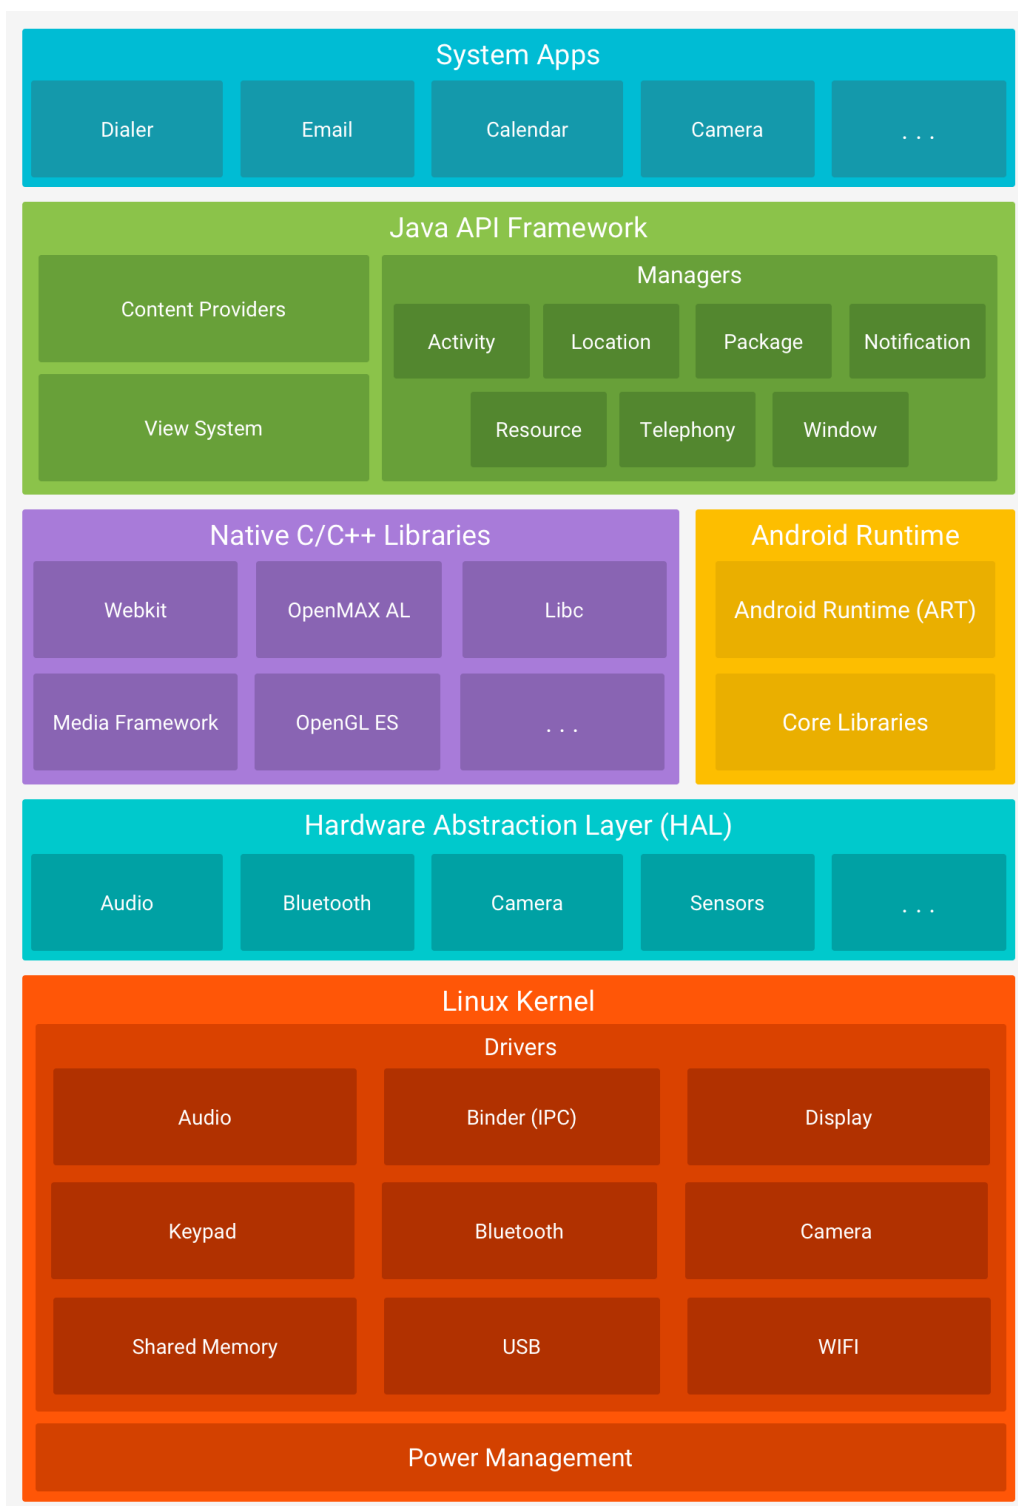 System Apps
Dialer
Email
Calendar
Camera
. . .
Java API Framework
Content Providers
View System
Managers
Activity
Location
Package
Notification
Resource
Telephony
Window
Native C/C++ Libraries
Webkit
OpenMAX AL
Libc
Media Framework
OpenGL ES
. . .
Android Runtime
Android Runtime (ART)
Core Libraries
Hardware Abstraction Layer (HAL)
Audio
Bluetooth
Camera
Sensors
. . .
Linux Kernel
Drivers
Audio
Binder (IPC)
Display
Keypad
Bluetooth
Camera
Shared Memory
USB
WIFI
Power Management